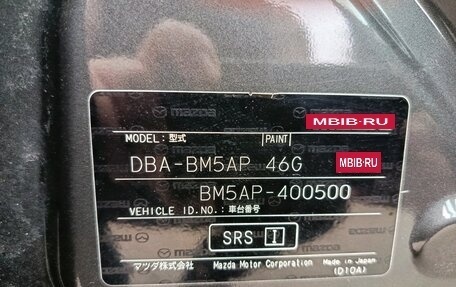 MBIB·RU
MODEL: 型式 PAINT
DBA-BM5AP 46G MBIB·RU
BM5AP-400500
VEHICLE ID.NO.: 車台番号
SRS I
マツダ株式会社 Mazda Motor Corporation Made in Japan
(D10A)